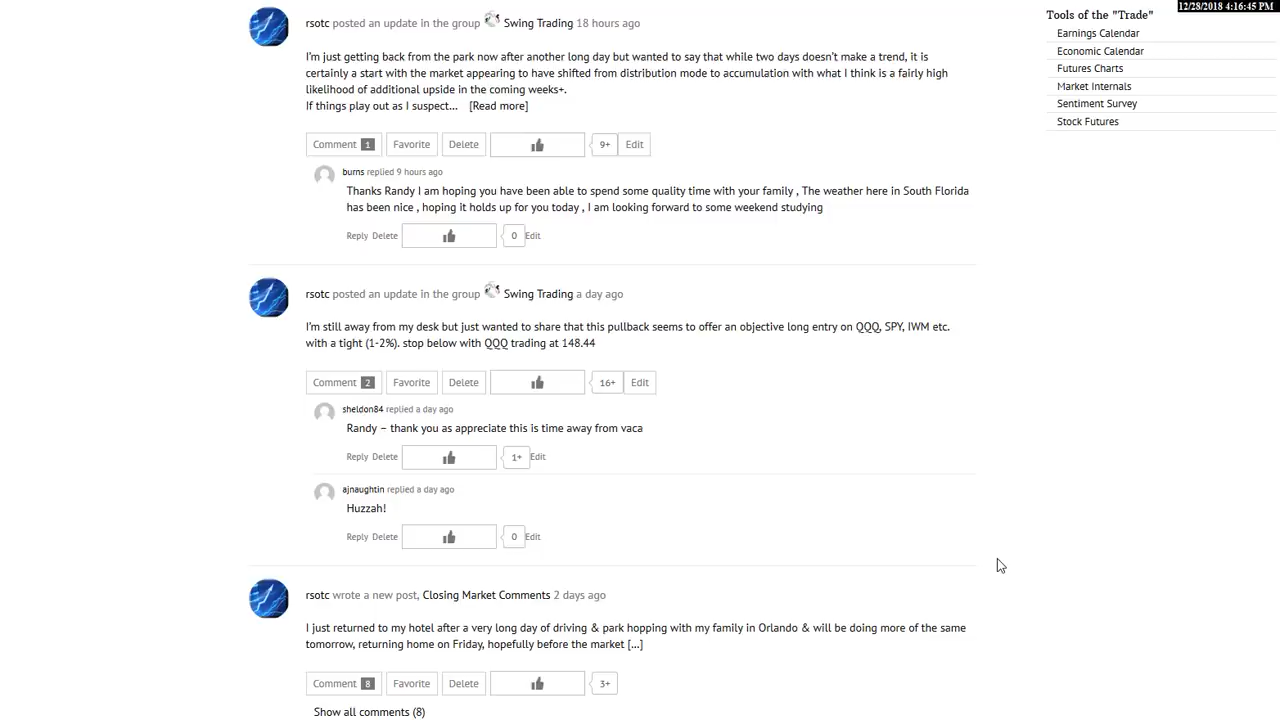 12/28/2018 4:16:45 PM
rsotc posted an update in the group Swing Trading 18 hours ago
I'm just getting back from the park now after another long day but wanted to say that while two days doesn't make a trend, it is
certainly a start with the market appearing to have shifted from distribution mode to accumulation with what I think is a fairly high
likelihood of additional upside in the coming weeks+.
If things play out as I suspect… [Read more]
Comment 1 Favorite Delete 9+ Edit
burns replied 9 hours ago
Thanks Randy I am hoping you have been able to spend some quality time with your family , The weather here in South Florida
has been nice , hoping it holds up for you today , I am looking forward to some weekend studying
Reply Delete 0 Edit
rsotc posted an update in the group Swing Trading a day ago
I'm still away from my desk but just wanted to share that this pullback seems to offer an objective long entry on QQQ, SPY, IWM etc.
with a tight (1-2%). stop below with QQQ trading at 148.44
Comment 2 Favorite Delete 16+ Edit
sheldon84 replied a day ago
Randy – thank you as appreciate this is time away from vaca
Reply Delete 1+ Edit
ajnaughtin replied a day ago
Huzzah!
Reply Delete 0 Edit
rsotc wrote a new post, Closing Market Comments 2 days ago
I just returned to my hotel after a very long day of driving & park hopping with my family in Orlando & will be doing more of the same
tomorrow, returning home on Friday, hopefully before the market […]
Comment 8 Favorite Delete 3+
Show all comments (8)
Tools of the "Trade"
Earnings Calendar
Economic Calendar
Futures Charts
Market Internals
Sentiment Survey
Stock Futures